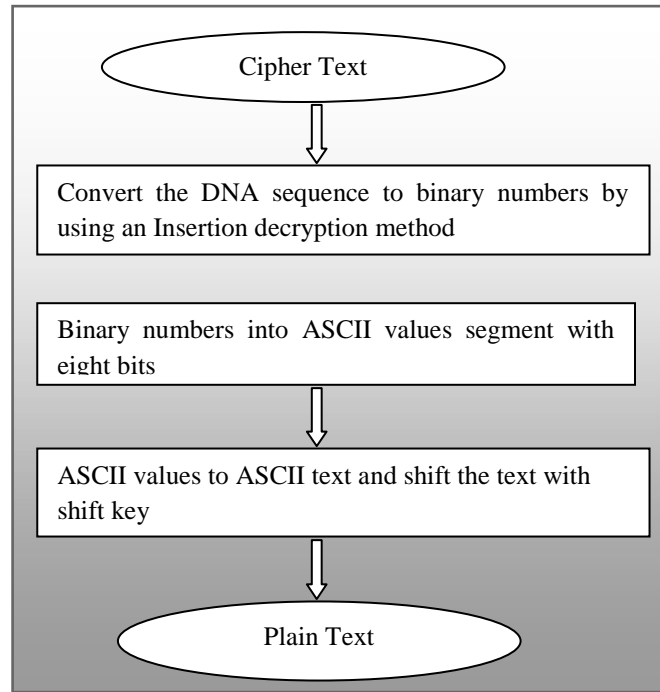 Cipher Text
Convert the DNA sequence to binary numbers by
using an Insertion decryption method
Binary numbers into ASCII values segment with
eight bits
ASCII values to ASCII text and shift the text with
shift key
Plain Text